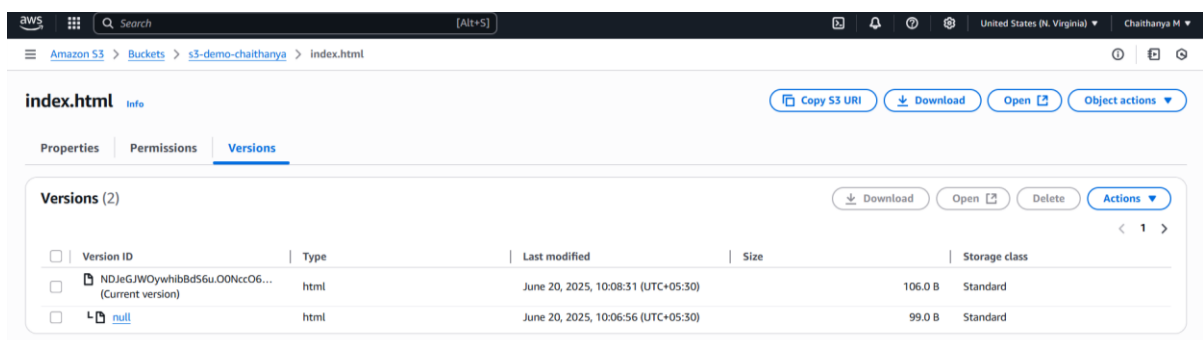 aws Search [Alt+S] United States (N. Virginia) Chaithanya M
Amazon S3 > Buckets > s3-demo-chaithanya > index.html
index.html Info Copy S3 URI Download Open Object actions
Properties Permissions Versions
Versions (2) Download Open Delete Actions
< 1 >
Version ID Type Last modified Size Storage class
NDJeGJWOywhibBdS6u.O0NccO6... html June 20, 2025, 10:08:31 (UTC+05:30) 106.0 B Standard
(Current version)
null html June 20, 2025, 10:06:56 (UTC+05:30) 99.0 B Standard